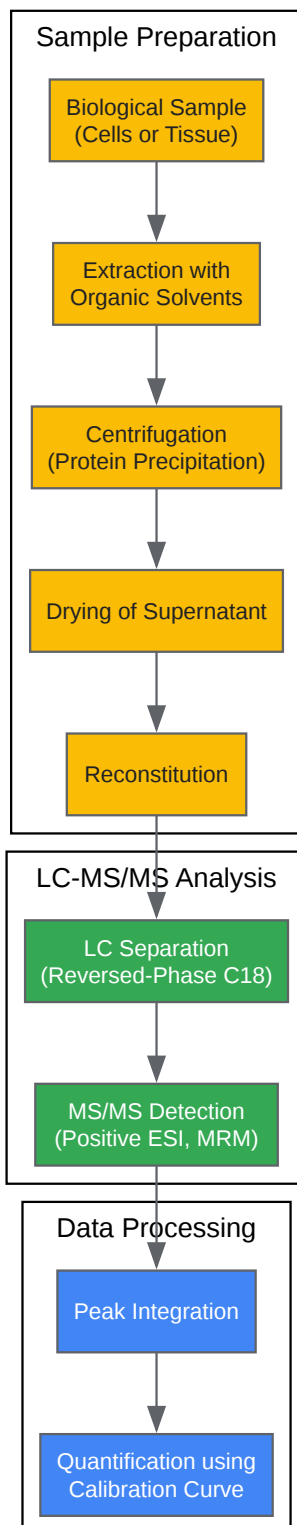 Sample Preparation
Biological Sample
(Cells or Tissue)
Extraction with
Organic Solvents
Centrifugation
(Protein Precipitation)
Drying of Supernatant
Reconstitution
LC-MS/MS Analysis
LC Separation
(Reversed-Phase C18)
MS/MS Detection
(Positive ESI, MRM)
Data Processing
Peak Integration
Quantification using
Calibration Curve